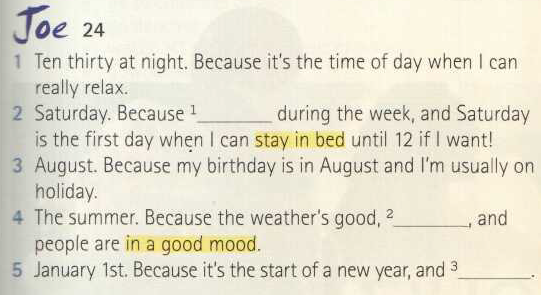 Joe 24
1 Ten thirty at night. Because it's the time of day when I can
really relax.
2 Saturday. Because 1________ during the week, and Saturday
is the first day when I can stay in bed until 12 if I want!
3 August. Because my birthday is in August and I'm usually on
holiday.
4 The summer. Because the weather's good, 2________, and
people are in a good mood.
5 January 1st. Because it's the start of a new year, and 3________.